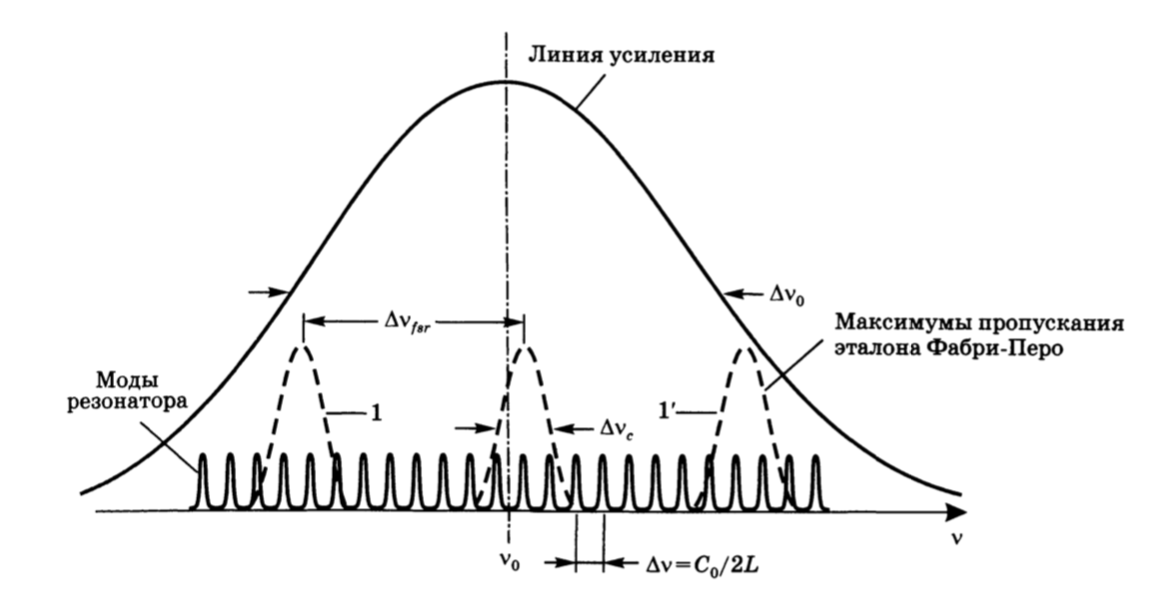 Линия усиления
Δν₀
Δν_fsr
Максимумы пропускания
эталона Фабри-Перо
Моды
резонатора
1
1′
Δν_c
ν
ν₀
Δν=C₀/2L